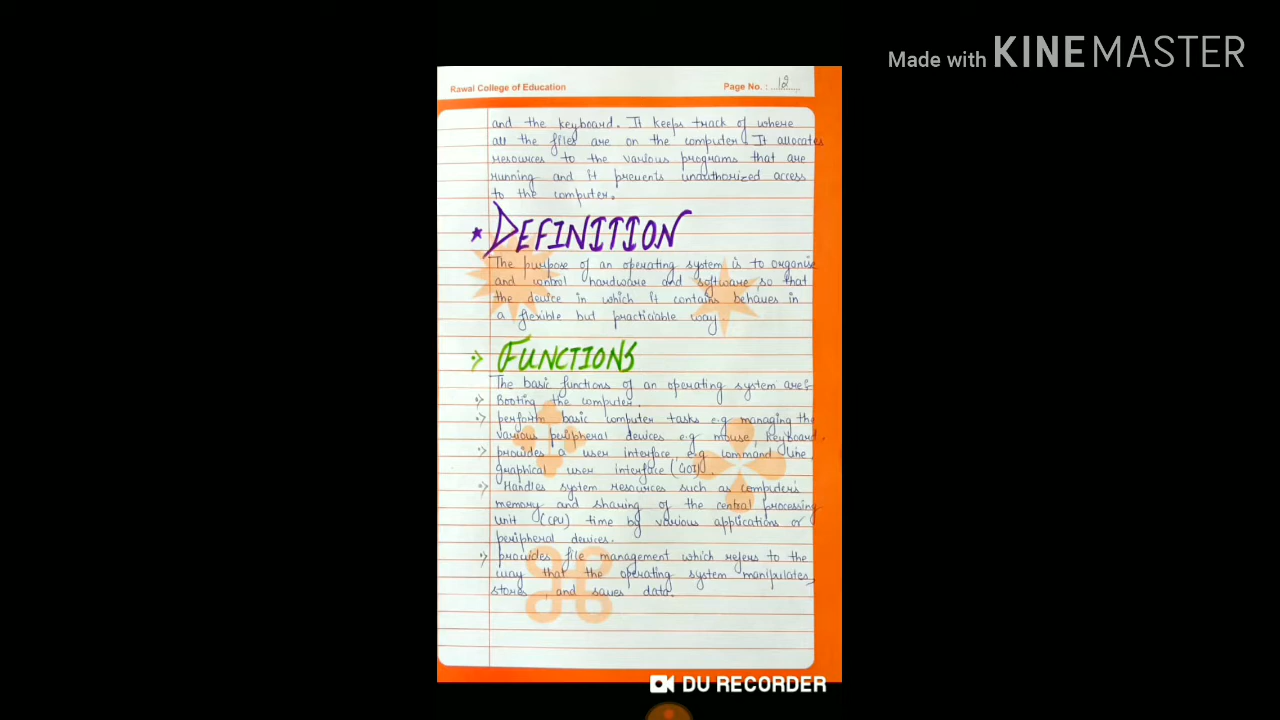 Made with KINEMASTER
Rawal College of Education Page No. : 12
and the keyboard. It keeps track of where
all the files are on the computer. It allocates
resources to the various programs that are
running and it prevents unauthorized access
to the computer.
* DEFINITION
The purpose of an operating system is to organise
and control hardware and software so that
the device in which it contains behaves in
a flexible but practiciable way.
FUNCTIONS
The basic functions of an operating system are:-
Booting the computer.
perform basic computer tasks e.g managing the
various peripheral devices e.g mouse, keyboard.
provides a user interface, e.g command line,
graphical user interface (GOI).
Handles system resources such as computer's
memory and sharing of the central processing
unit (CPU) time by various applications or
peripheral devices.
provides file management which refers to the
way that the operating system manipulates,
stores, and saves data.
DU RECORDER